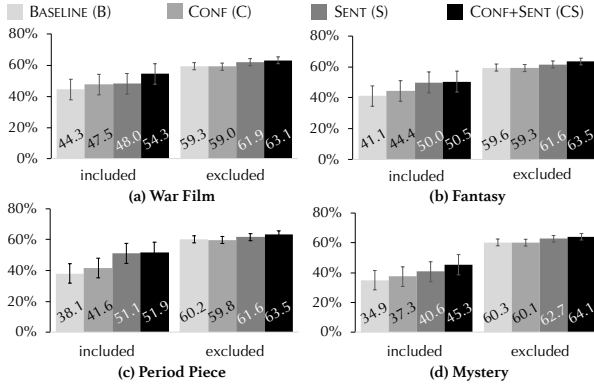 BASELINE (B) CONF (C) SENT (S) CONF+SENT (CS)
80%
60%
40%
20%
0%
44.3 47.5 48.0 54.3 59.3 59.0 61.9 63.1
included excluded
(a) War Film
80%
60%
40%
20%
0%
41.1 44.4 50.0 50.5 59.6 59.3 61.6 63.5
included excluded
(b) Fantasy
80%
60%
40%
20%
0%
38.1 41.6 51.1 51.9 60.2 59.8 61.6 63.5
included excluded
(c) Period Piece
80%
60%
40%
20%
0%
34.9 37.3 40.6 45.3 60.3 60.1 62.7 64.1
included excluded
(d) Mystery